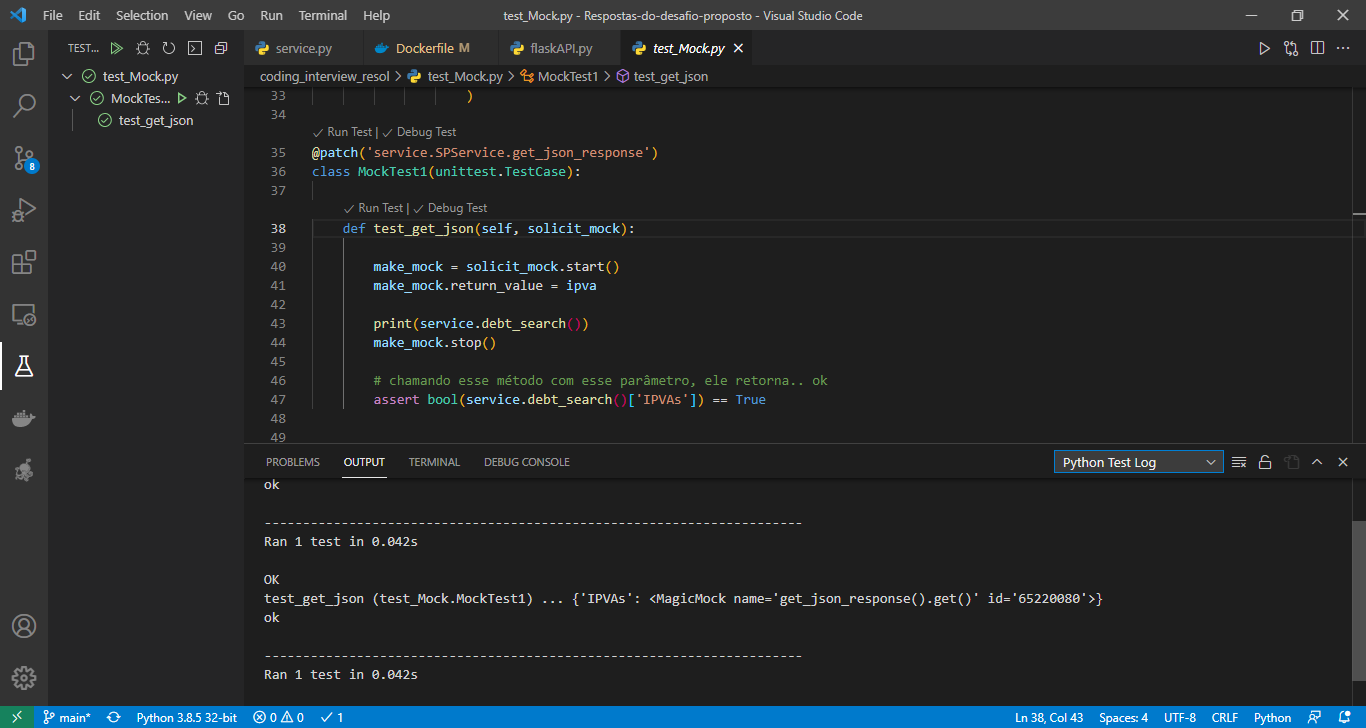 File Edit Selection View Go Run Terminal Help
test_Mock.py - Respostas-do-desafio-proposto - Visual Studio Code
TEST...
service.py
Dockerfile M
flaskAPI.py
test_Mock.py
coding_interview_resol > test_Mock.py > MockTest1 > test_get_json
test_Mock.py
MockTes...
test_get_json
8
33 )
34
Run Test | Debug Test
35 @patch('service.SPService.get_json_response')
36 class MockTest1(unittest.TestCase):
37
Run Test | Debug Test
38 def test_get_json(self, solicit_mock):
39
40 make_mock = solicit_mock.start()
41 make_mock.return_value = ipva
42
43 print(service.debt_search())
44 make_mock.stop()
45
46 # chamando esse método com esse parâmetro, ele retorna.. ok
47 assert bool(service.debt_search()['IPVAs']) == True
48
49
PROBLEMS OUTPUT TERMINAL DEBUG CONSOLE
Python Test Log
ok
----------------------------------------------------------------------
Ran 1 test in 0.042s
OK
test_get_json (test_Mock.MockTest1) ... {'IPVAs': <MagicMock name='get_json_response().get()' id='65220080'>}
ok
----------------------------------------------------------------------
Ran 1 test in 0.042s
main* Python 3.8.5 32-bit 0 0 1
Ln 38, Col 43 Spaces: 4 UTF-8 CRLF Python